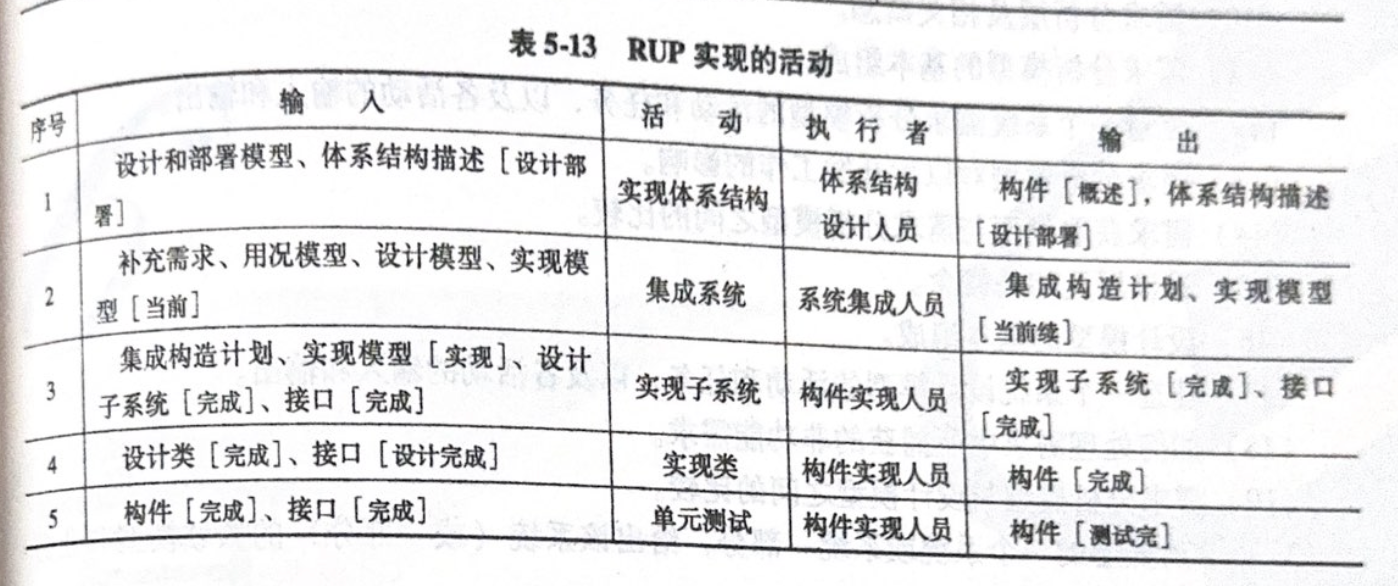 表 5-13 RUP 实现的活动
序号 输 入 活 动 执 行 者 输 出
1 设计和部署模型、体系结构描述［设计部署］ 实现体系结构 体系结构设计人员 构件［概述］，体系结构描述［设计部署］
2 补充需求、用况模型、设计模型、实现模型［当前］ 集成系统 系统集成人员 集成构造计划、实现模型［当前续］
3 集成构造计划、实现模型［实现］、设计子系统［完成］、接口［完成］ 实现子系统 构件实现人员 实现子系统［完成］、接口［完成］
4 设计类［完成］、接口［设计完成］ 实现类 构件实现人员 构件［完成］
5 构件［完成］、接口［完成］ 单元测试 构件实现人员 构件［测试完］